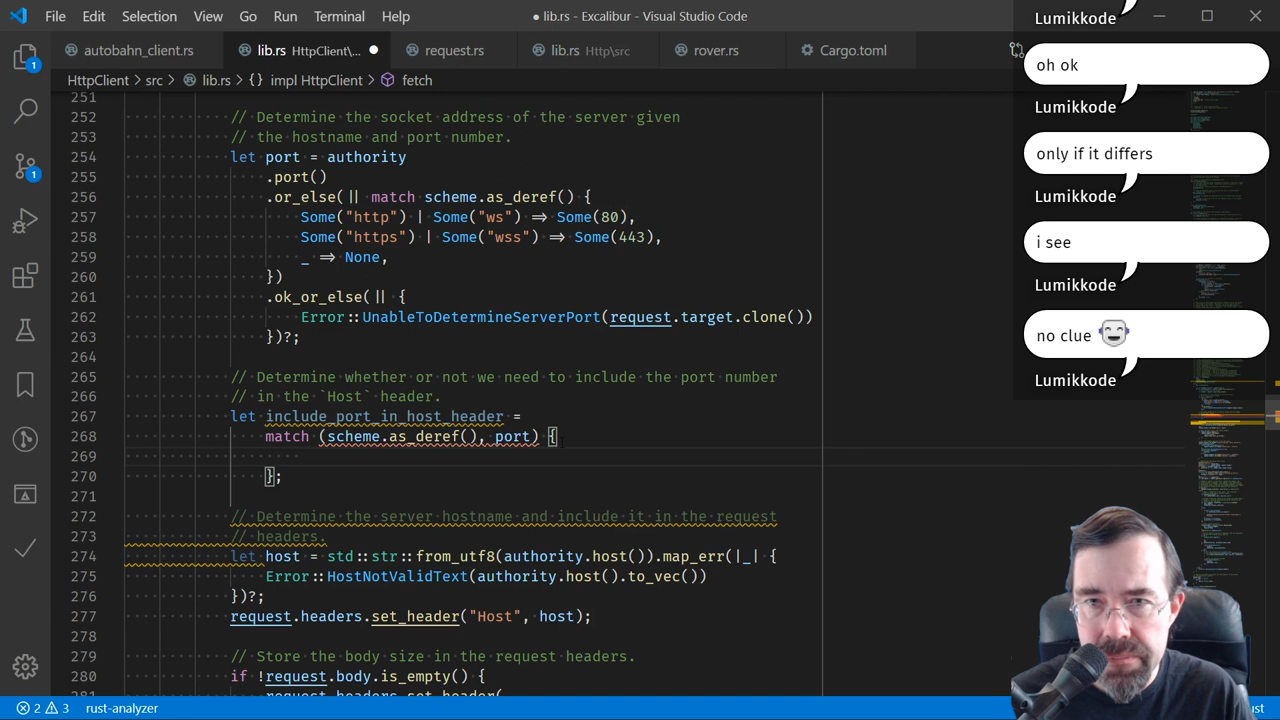 File Edit Selection View Go Run Terminal Help
● lib.rs - Excalibur - Visual Studio Code
autobahn_client.rs
lib.rs HttpClient\...
request.rs
lib.rs Http\src
rover.rs
Cargo.toml
HttpClient > src > lib.rs > {} impl HttpClient > fetch
251
252 // Determine the socket address of the server given
253 // the hostname and port number.
254 let port = authority
255 .port()
256 .or_else(|| match scheme.as_deref() {
257 Some("http") | Some("ws") => Some(80),
258 Some("https") | Some("wss") => Some(443),
259 _ => None,
260 })
261 .ok_or_else(|| {
262 Error::UnableToDetermineServerPort(request.target.clone())
263 })?;
264
265 // Determine whether or not we need to include the port number
266 // in the `Host` header.
267 let include_port_in_host_header =
268 match (scheme.as_deref(), port) {
269
270 };
271
272 // Determine the server hostname and include it in the request
273 // headers.
274 let host = std::str::from_utf8(authority.host()).map_err(|_| {
275 Error::HostNotValidText(authority.host().to_vec())
276 })?;
277 request.headers.set_header("Host", host);
278
279 // Store the body size in the request headers.
280 if !request.body.is_empty() {
281 request.headers.set_header(
Lumikkode
oh ok
Lumikkode
only if it differs
Lumikkode
i see
Lumikkode
no clue
Lumikkode
1
1
2 3 rust-analyzer